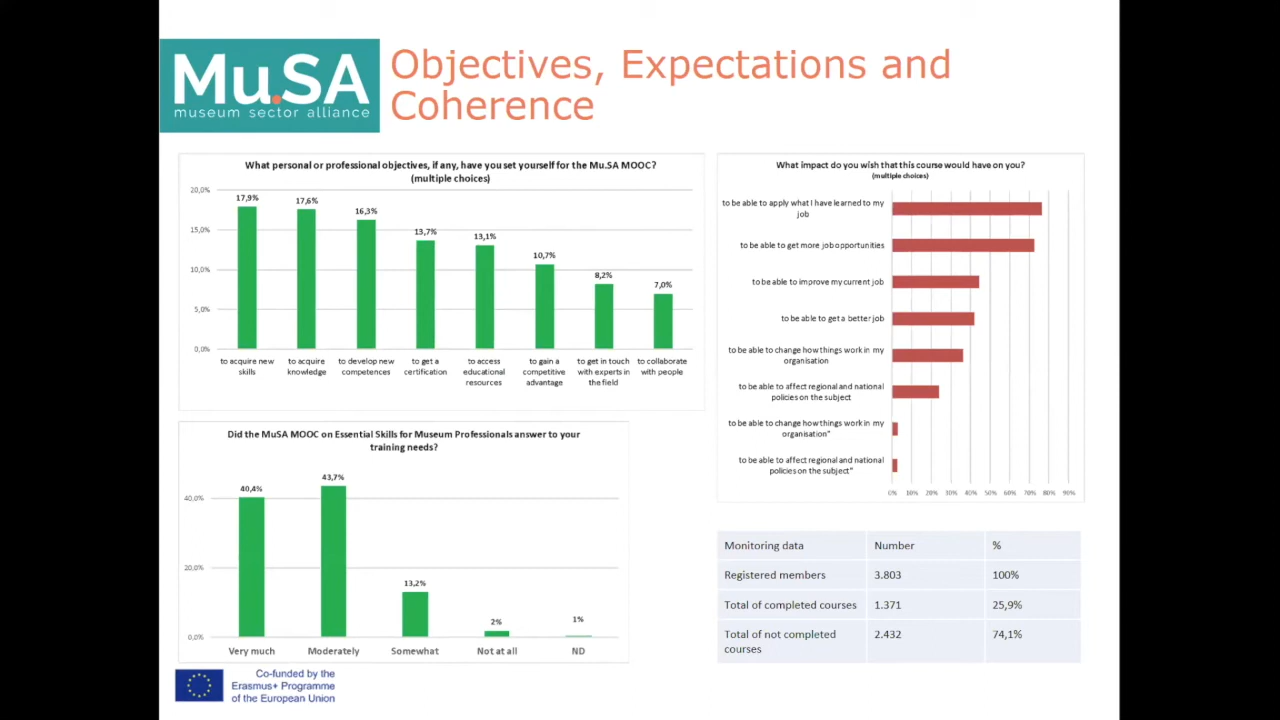 Mu.SA
museum sector alliance
Objectives, Expectations and
Coherence
What personal or professional objectives, if any, have you set yourself for the Mu.SA MOOC?
(multiple choices)
20,0%
15,0%
10,0%
5,0%
0,0%
17,9%
17,6%
16,3%
13,7%
13,1%
10,7%
8,2%
7,0%
to acquire new
skills
to acquire
knowledge
to develop new
competences
to get a
certification
to access
educational
resources
to gain a
competitive
advantage
to get in touch
with experts in
the field
to collaborate
with people
What impact do you wish that this course would have on you?
(multiple choices)
to be able to apply what I have learned to my
job
to be able to get more job opportunities
to be able to improve my current job
to be able to get a better job
to be able to change how things work in my
organisation
to be able to affect regional and national
policies on the subject
to be able to change how things work in my
organisation"
to be able to affect regional and national
policies on the subject"
0% 10% 20% 30% 40% 50% 60% 70% 80% 90%
Did the MuSA MOOC on Essential Skills for Museum Professionals answer to your
training needs?
40,0%
20,0%
0,0%
40,4%
43,7%
13,2%
2%
1%
Very much
Moderately
Somewhat
Not at all
ND
Monitoring data Number %
Registered members 3.803 100%
Total of completed courses 1.371 25,9%
Total of not completed 2.432 74,1%
courses
Co-funded by the
Erasmus+ Programme
of the European Union